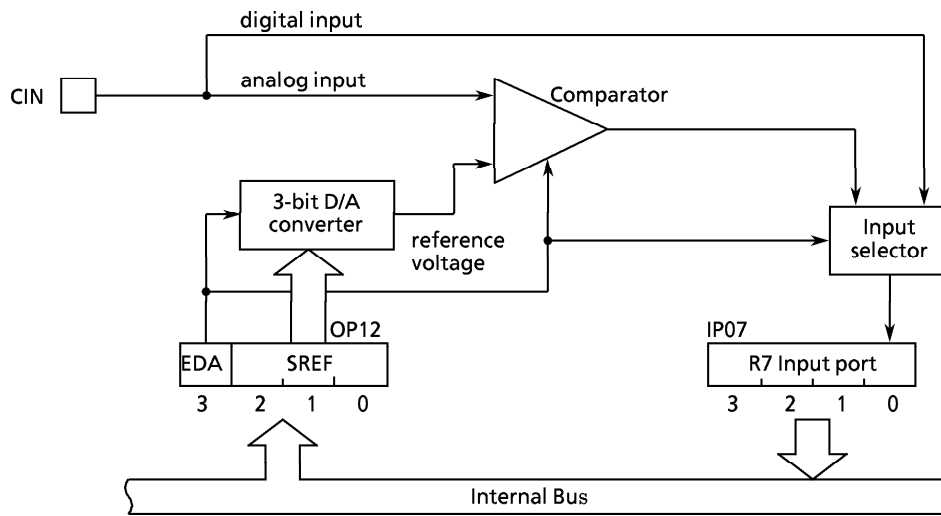 digital input
CIN
analog input
Comparator
3-bit D/A
converter
reference
voltage
Input
selector
OP12
IP07
EDA
SREF
R7 Input port
3
2
1
0
3
2
1
0
Internal Bus